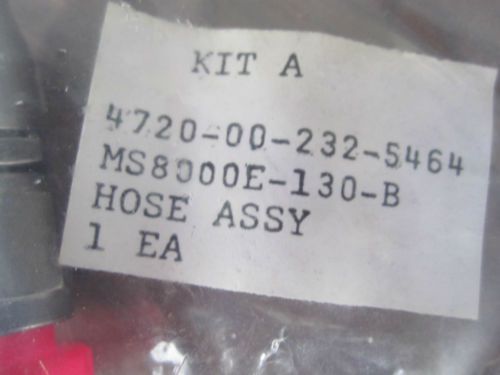 KIT A
4720-00-232-5464
MS8000E-130-B
HOSE ASSY
1 EA